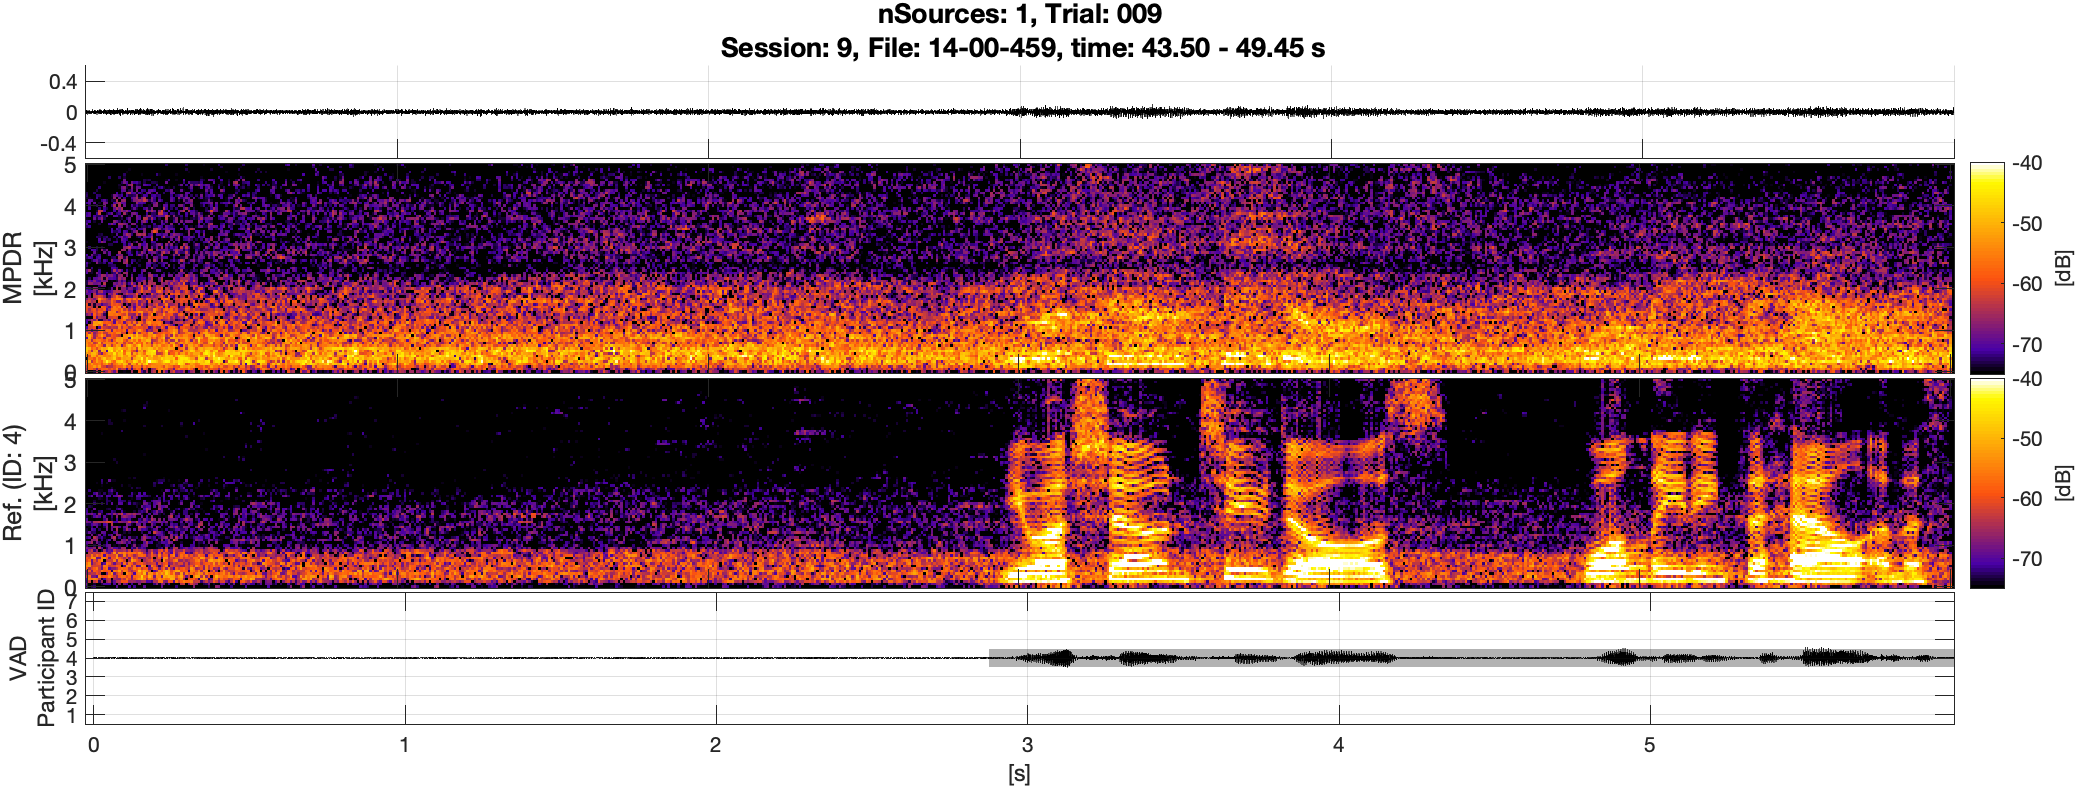 nSources: 1, Trial: 009
Session: 9, File: 14-00-459, time: 43.50 - 49.45 s
0.4
0
-0.4
MPDR
[kHz]
5
4
3
2
1
0
-40
-50
-60
-70
[dB]
Ref. (ID: 4)
[kHz]
5
4
3
2
1
0
-40
-50
-60
-70
[dB]
VAD
Participant ID
7
6
5
4
3
2
1
0 1 2 3 4 5
[s]